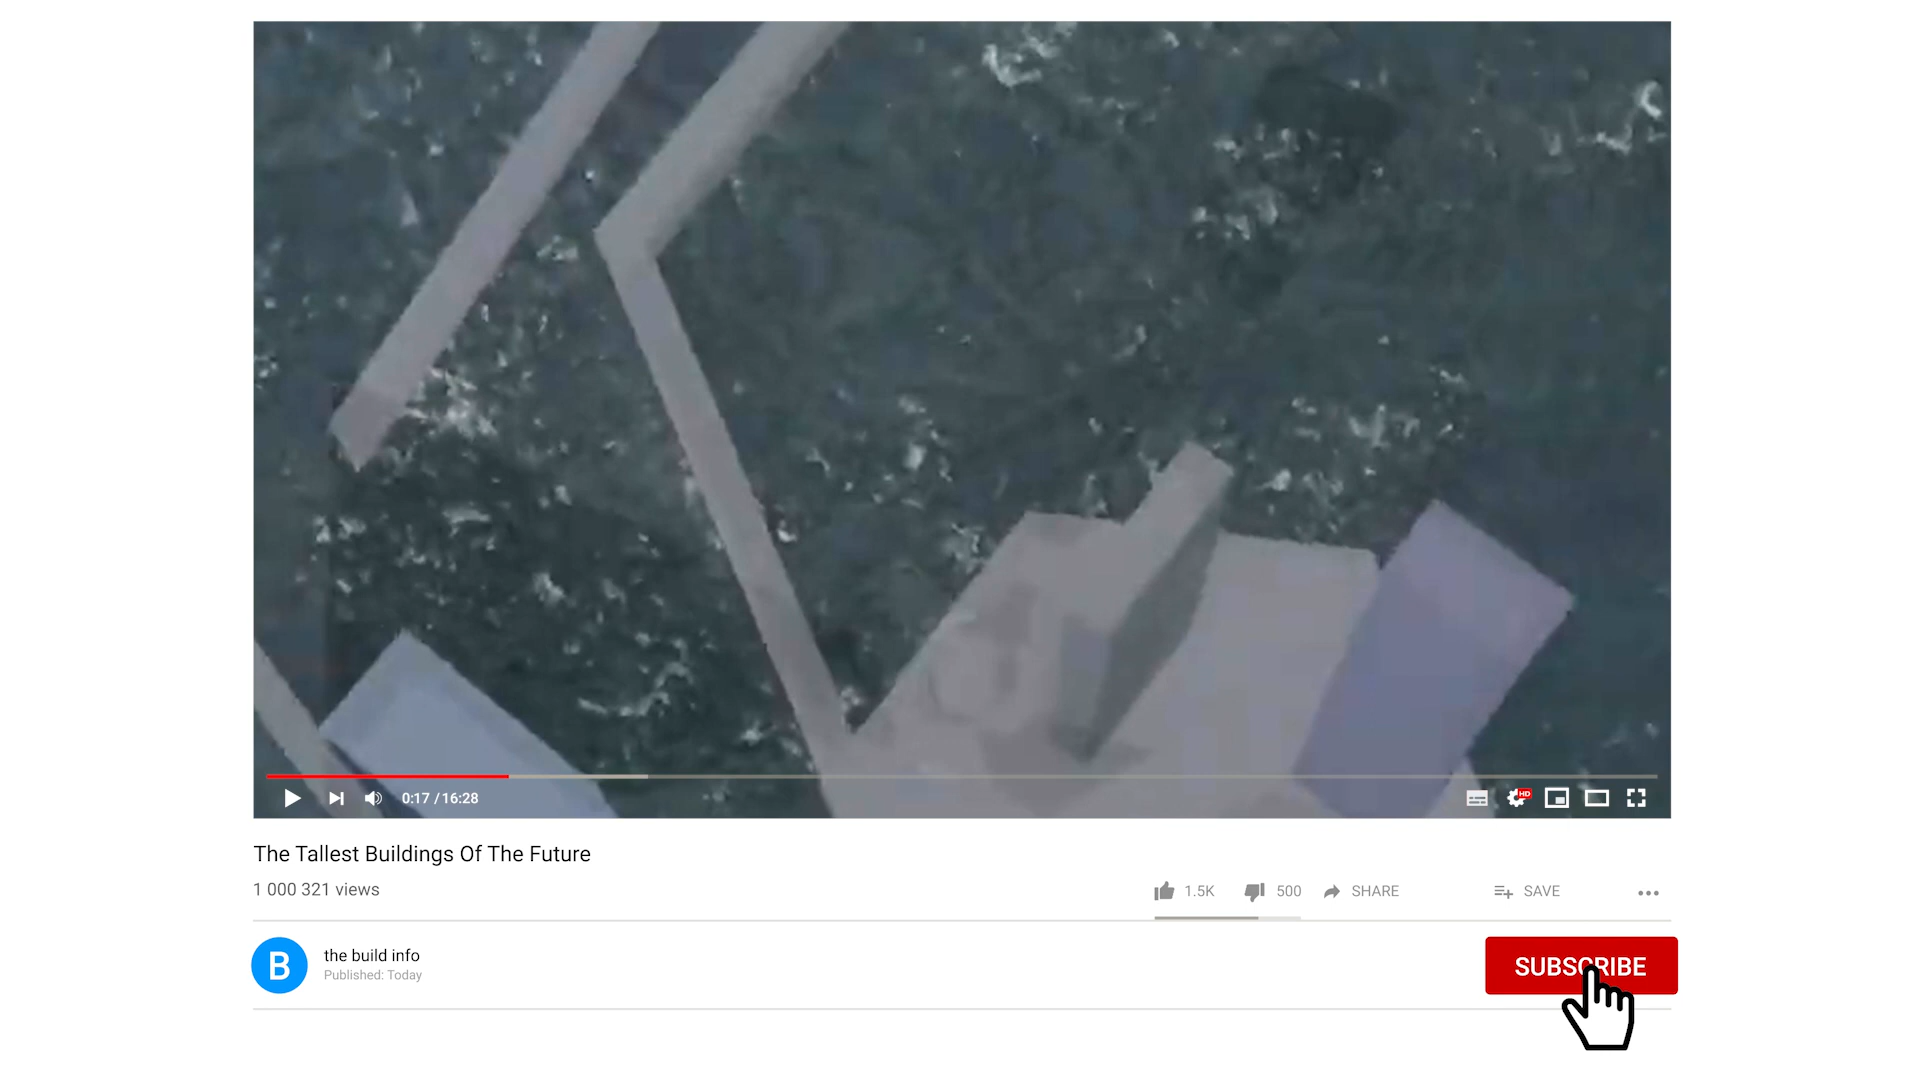 HD
0:17 / 16:28
The Tallest Buildings Of The Future
1 000 321 views
1.5K 500 SHARE SAVE
B
the build info
Published: Today
SUBSCRIBE